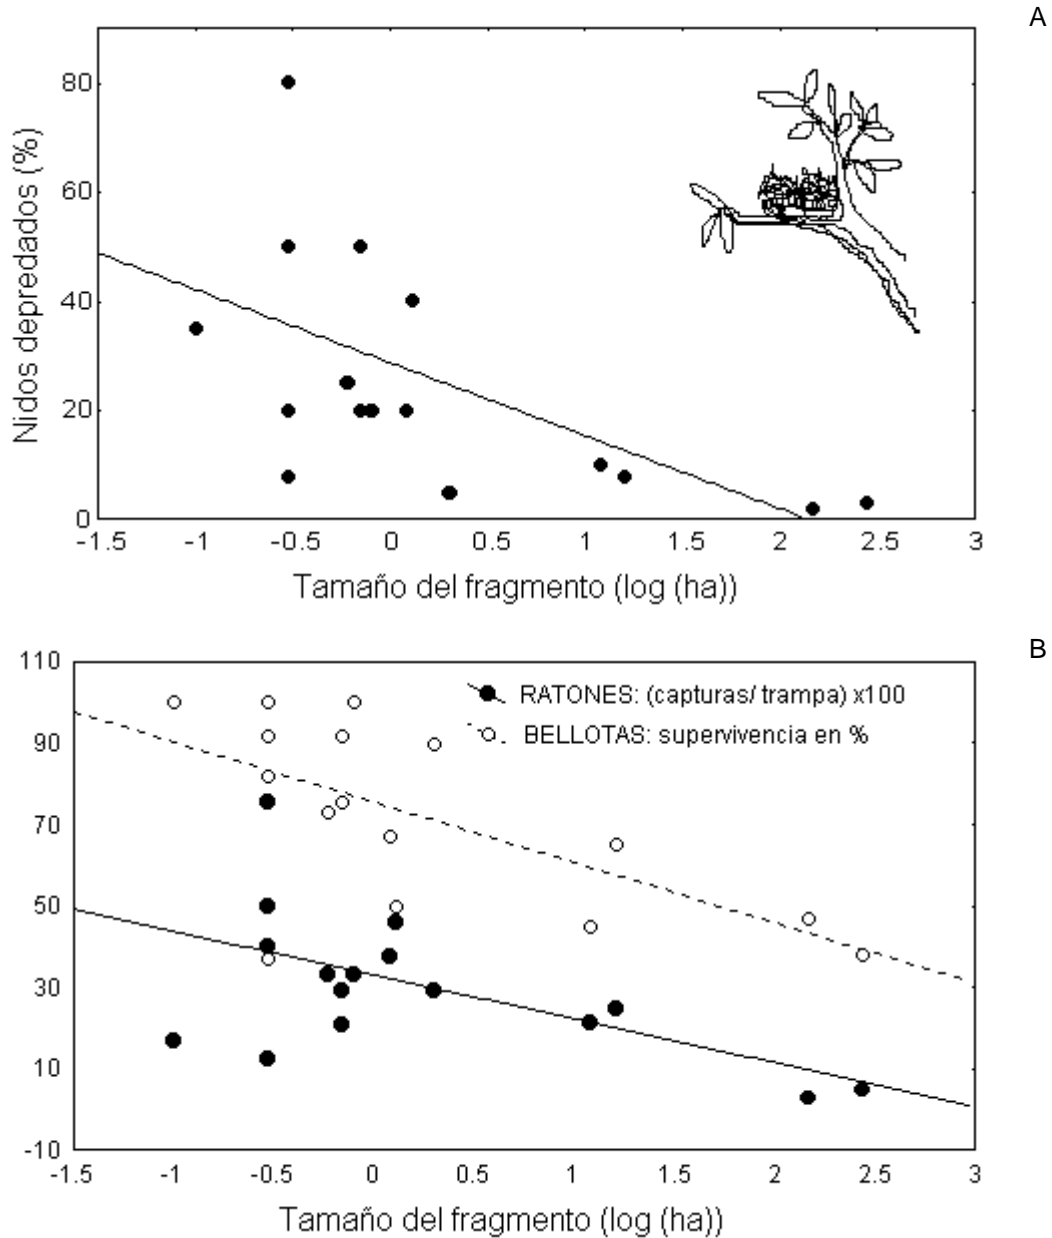 A
Nidos depredados (%)
80
60
40
20
0
-1.5 -1 -0.5 0 0.5 1 1.5 2 2.5 3
Tamaño del fragmento (log (ha))
B
110
90
70
50
30
10
-10
RATONES: (capturas/ trampa) x100
BELLOTAS: supervivencia en %
-1.5 -1 -0.5 0 0.5 1 1.5 2 2.5 3
Tamaño del fragmento (log (ha))